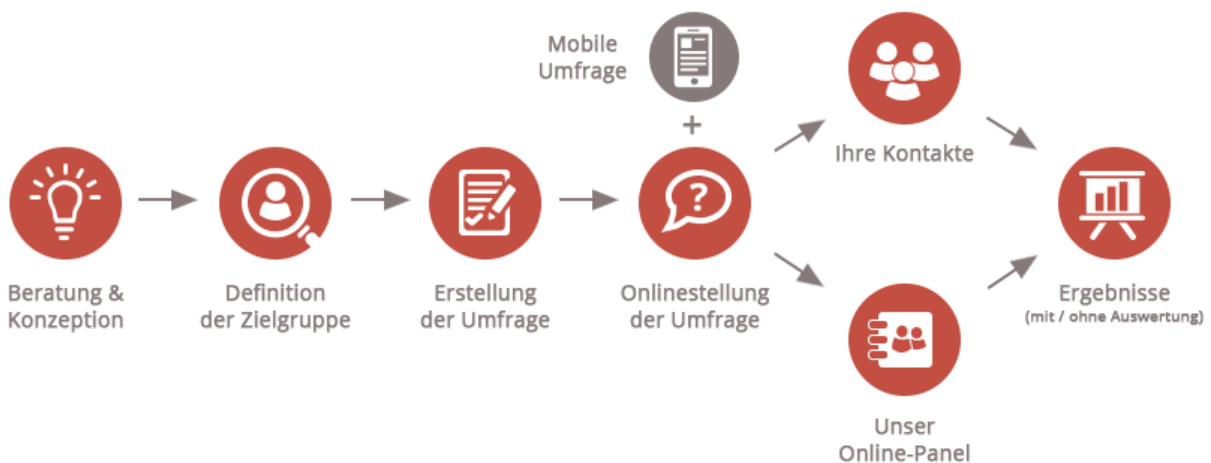 Mobile
Umfrage
+
Ihre Kontakte
?
Beratung &
Konzeption
Definition
der Zielgruppe
Erstellung
der Umfrage
Onlinestellung
der Umfrage
Ergebnisse
(mit / ohne Auswertung)
Unser
Online-Panel